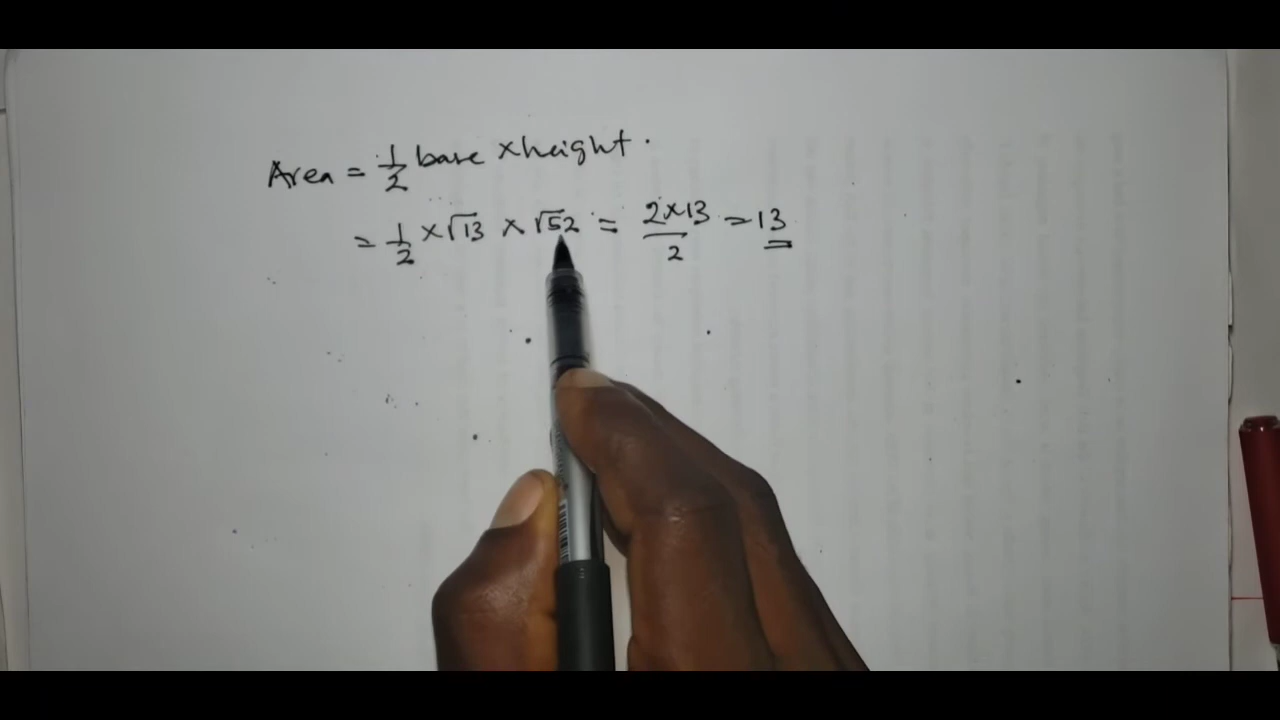 Area = 1/2 base × height.
= 1/2 × √13 × √52 = 2×13/2 = 13